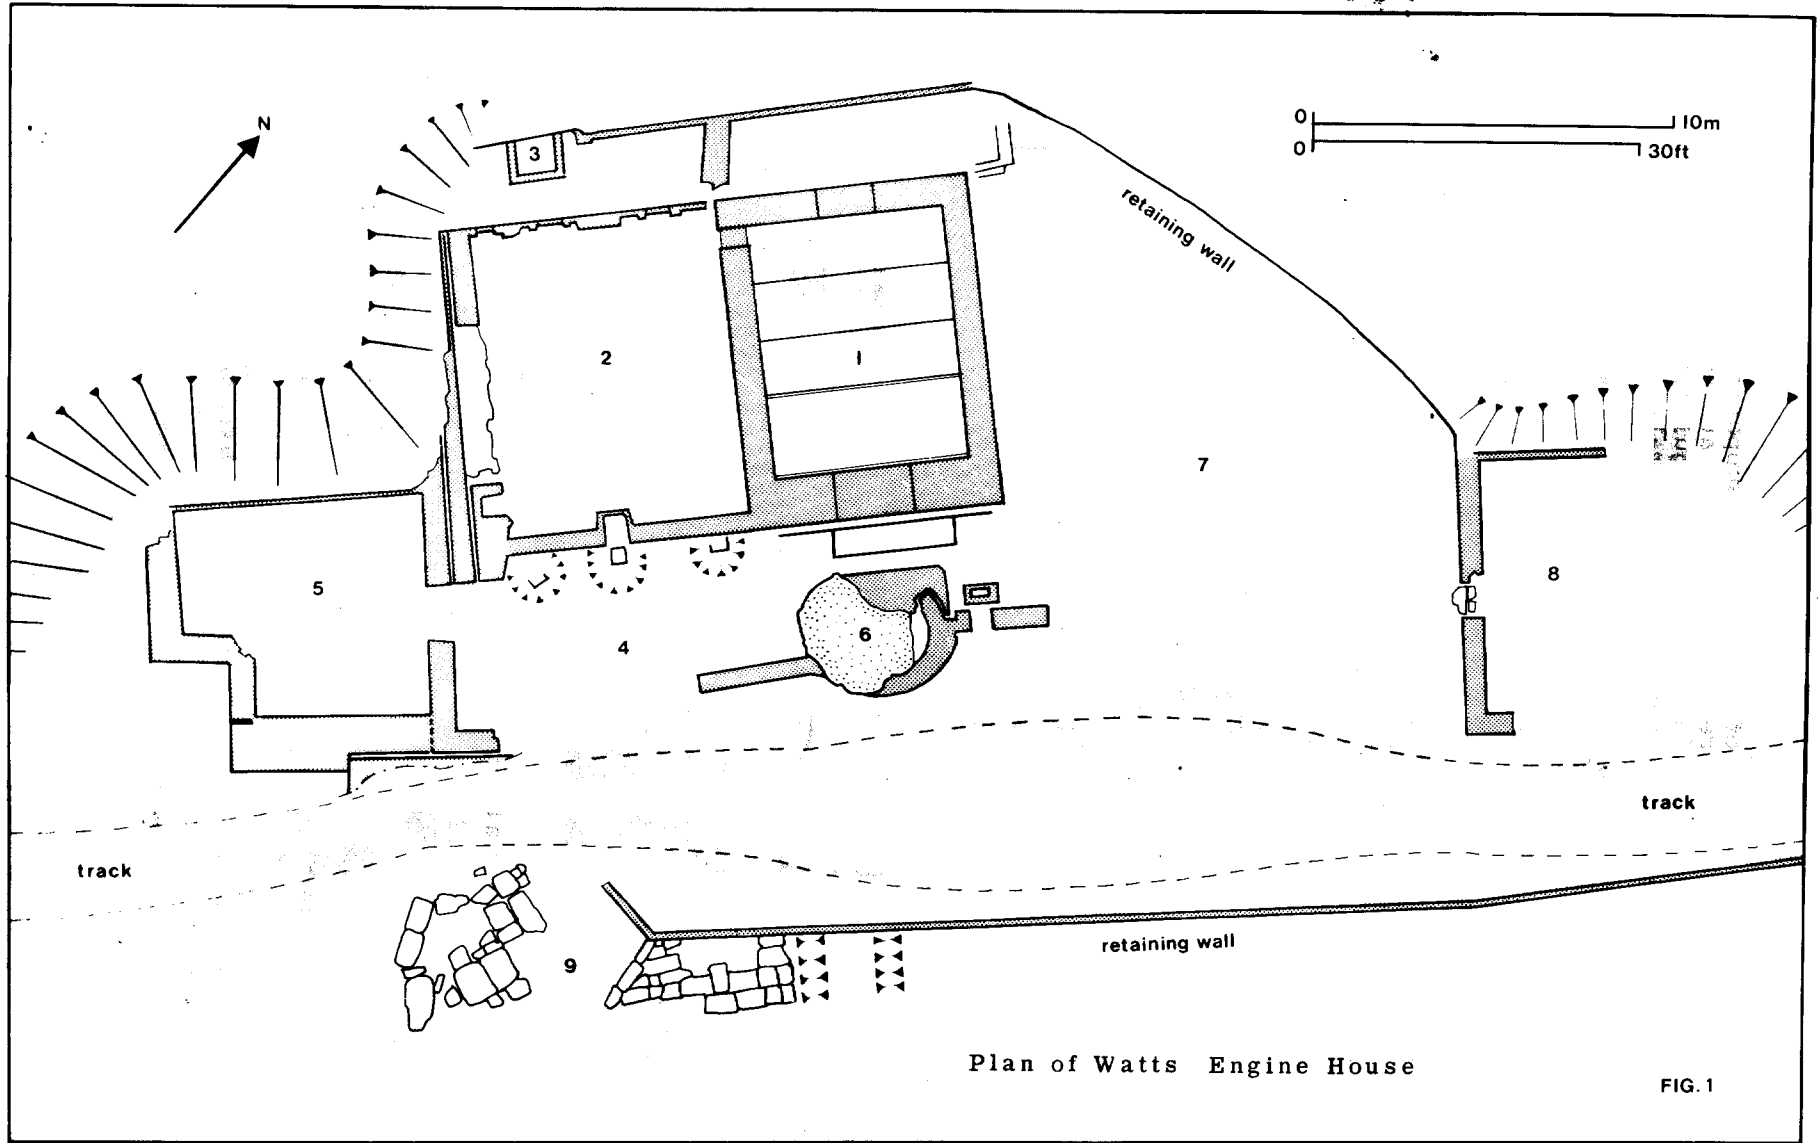 N
0 10m
0 30ft
3
retaining wall
2
1
7
5
8
4
6
track
track
9
retaining wall
Plan of Watts Engine House
FIG. 1